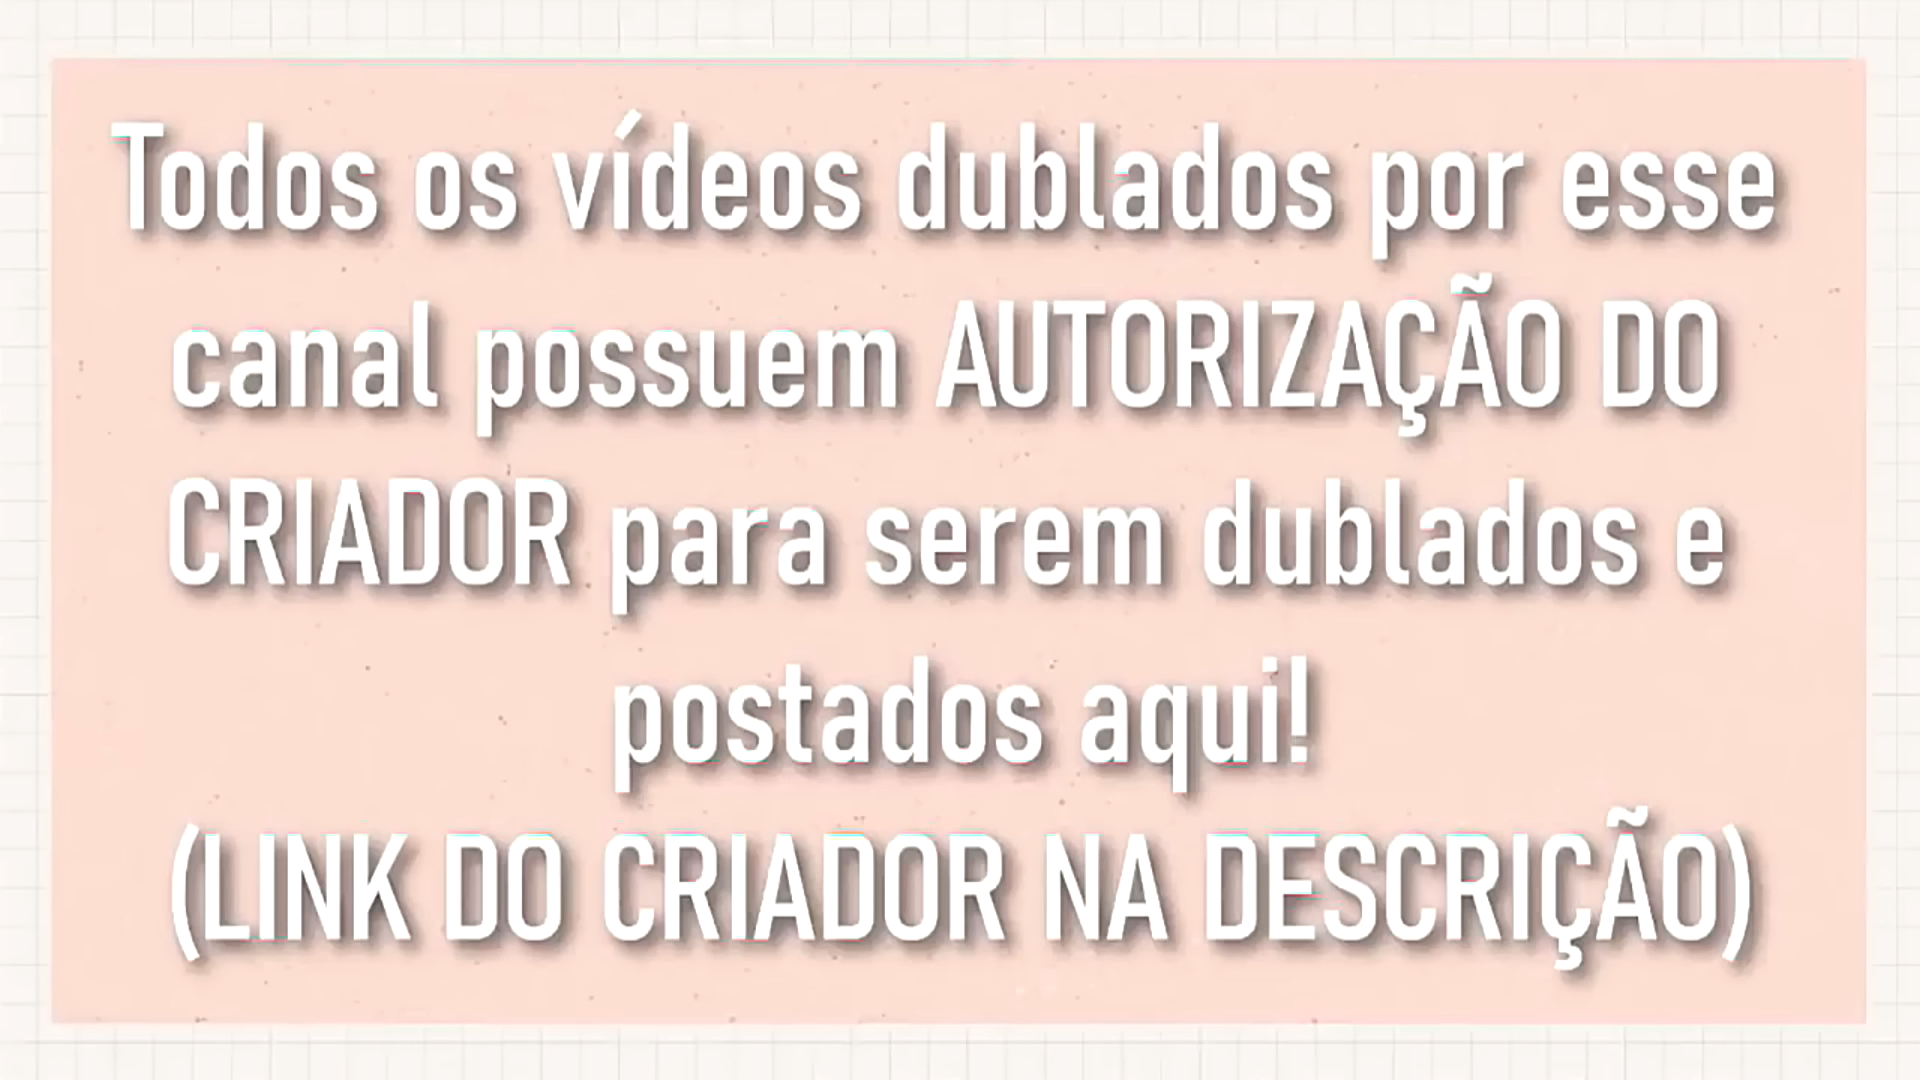 Todos os vídeos dublados por esse
canal possuem AUTORIZAÇÃO DO
CRIADOR para serem dublados e
postados aqui!
(LINK DO CRIADOR NA DESCRIÇÃO)